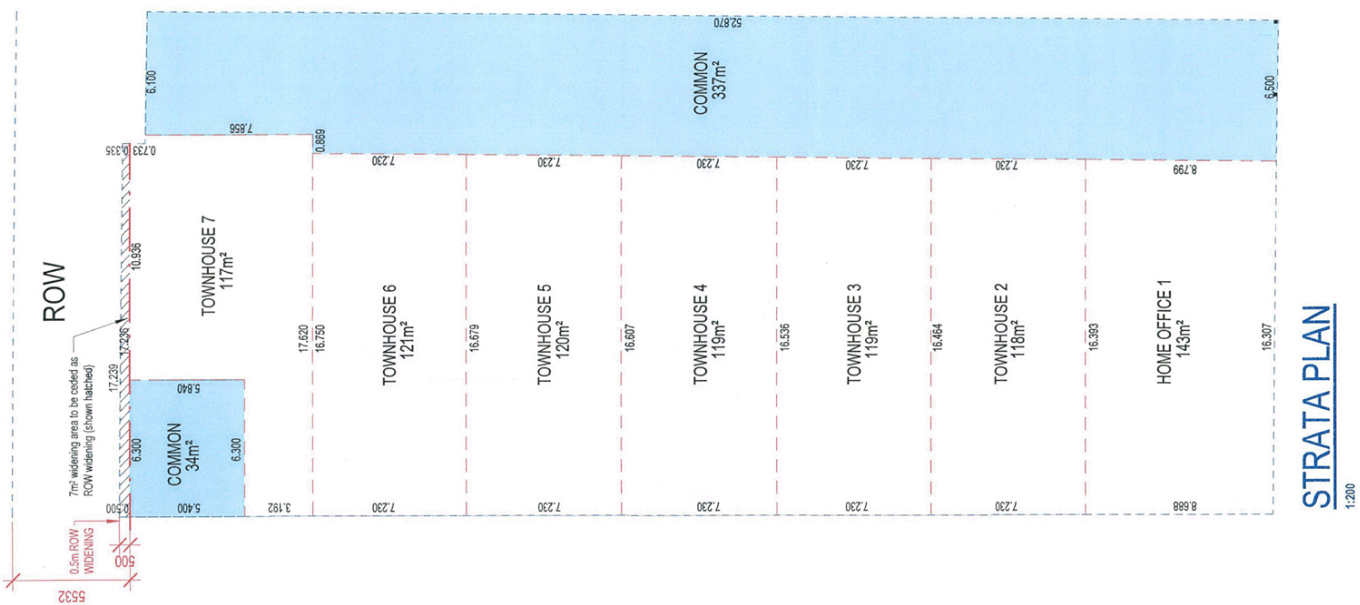 52.870
6.100
COMMON
337m²
6.500
7.856
0.869
0.335
0.733
7.230
7.230
7.230
7.230
7.230
8.799
ROW
10.936
TOWNHOUSE 7
117m²
7m² widening area to be ceded as
ROW widening (shown hatched)
17.236
17.239
17.620
16.750
TOWNHOUSE 6
121m²
16.679
TOWNHOUSE 5
120m²
16.607
TOWNHOUSE 4
119m²
16.536
TOWNHOUSE 3
119m²
16.464
TOWNHOUSE 2
118m²
16.393
HOME OFFICE 1
143m²
16.307
5.840
6.300
COMMON
34m²
6.300
0.500
5.400
3.192
7.230
7.230
7.230
7.230
7.230
8.688
0.5m ROW
WIDENING
500
5532
STRATA PLAN
1:200